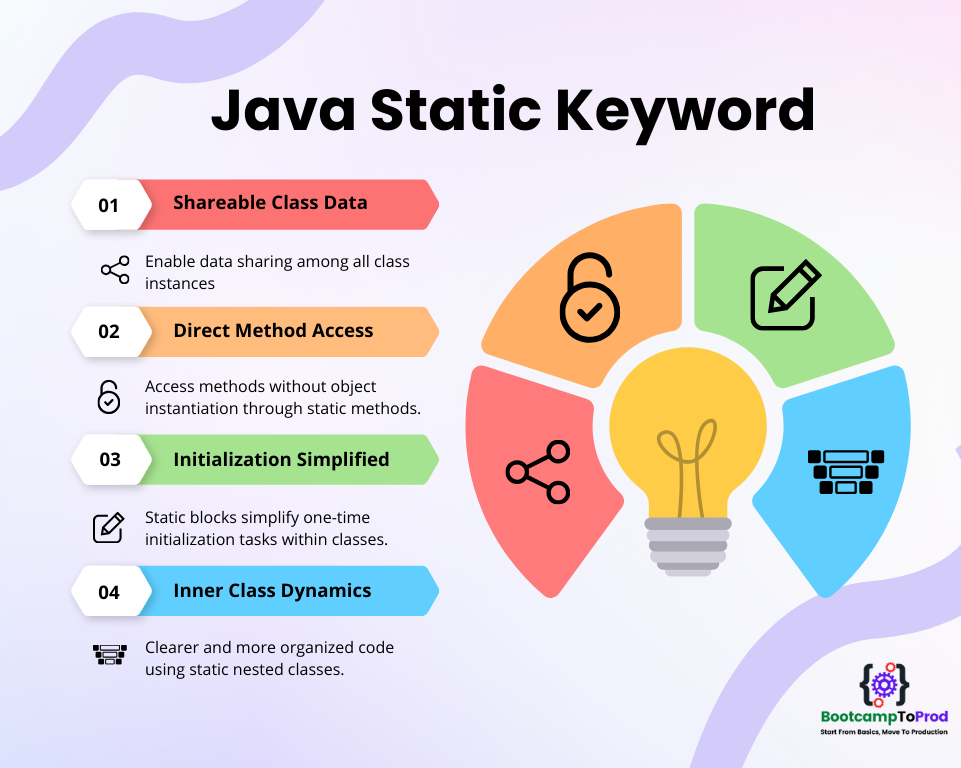 Java Static Keyword
01
Shareable Class Data
Enable data sharing among all class
instances
02
Direct Method Access
Access methods without object
instantiation through static methods.
03
Initialization Simplified
Static blocks simplify one-time
initialization tasks within classes.
04
Inner Class Dynamics
Clearer and more organized code
using static nested classes.
BootcampToProd
Start From Basics, Move To Production